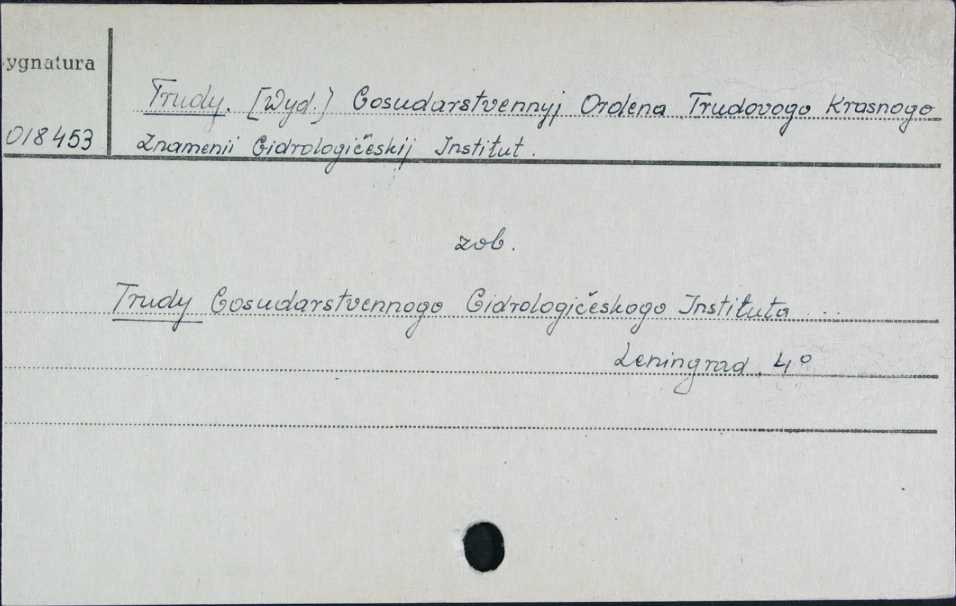 ygnatura
Trudy. [Wyd.] Gosudarstvennyj Ordena Trudovogo Krasnogo
018453
Znamenii Gidrologičeskij Institut.
zob.
Trudy Gosudarstvennogo Gidrologičeskogo Instituta ...
Leningrad. 4°